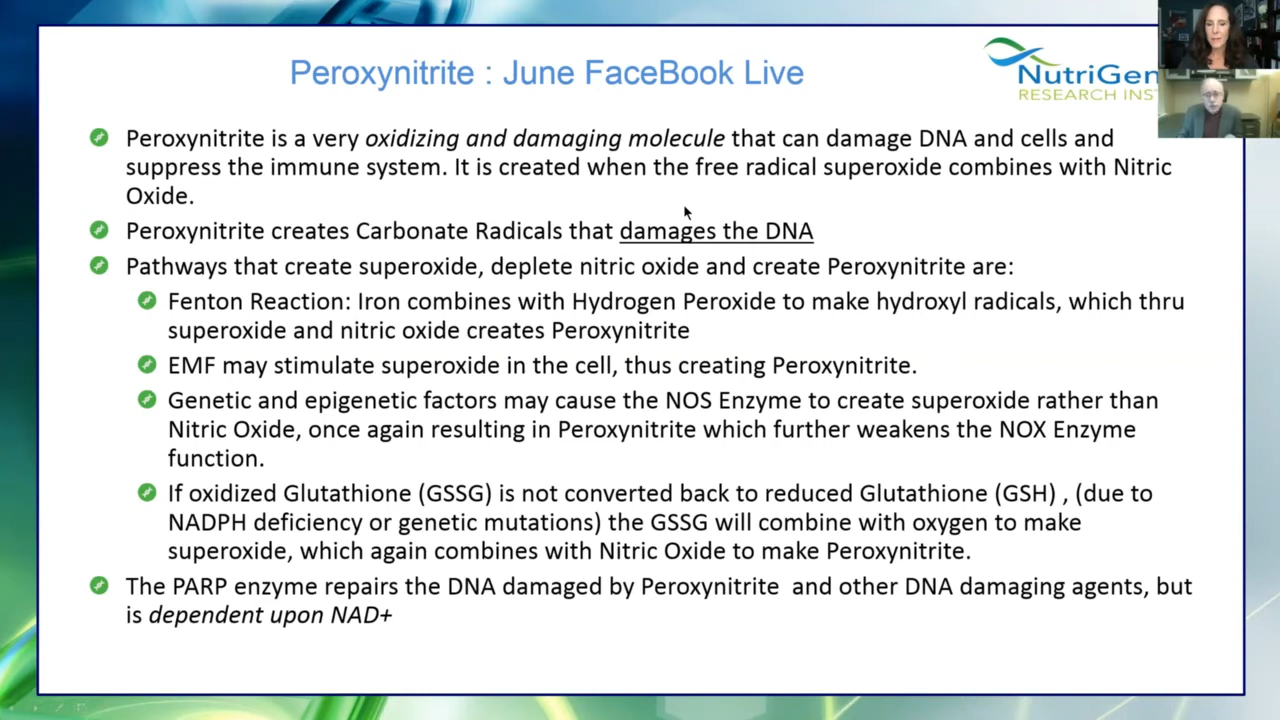 Peroxynitrite : June FaceBook Live
NutriGen
RESEARCH INST
Peroxynitrite is a very oxidizing and damaging molecule that can damage DNA and cells and
suppress the immune system. It is created when the free radical superoxide combines with Nitric
Oxide.
Peroxynitrite creates Carbonate Radicals that damages the DNA
Pathways that create superoxide, deplete nitric oxide and create Peroxynitrite are:
Fenton Reaction: Iron combines with Hydrogen Peroxide to make hydroxyl radicals, which thru
superoxide and nitric oxide creates Peroxynitrite
EMF may stimulate superoxide in the cell, thus creating Peroxynitrite.
Genetic and epigenetic factors may cause the NOS Enzyme to create superoxide rather than
Nitric Oxide, once again resulting in Peroxynitrite which further weakens the NOX Enzyme
function.
If oxidized Glutathione (GSSG) is not converted back to reduced Glutathione (GSH) , (due to
NADPH deficiency or genetic mutations) the GSSG will combine with oxygen to make
superoxide, which again combines with Nitric Oxide to make Peroxynitrite.
The PARP enzyme repairs the DNA damaged by Peroxynitrite  and other DNA damaging agents, but
is dependent upon NAD+